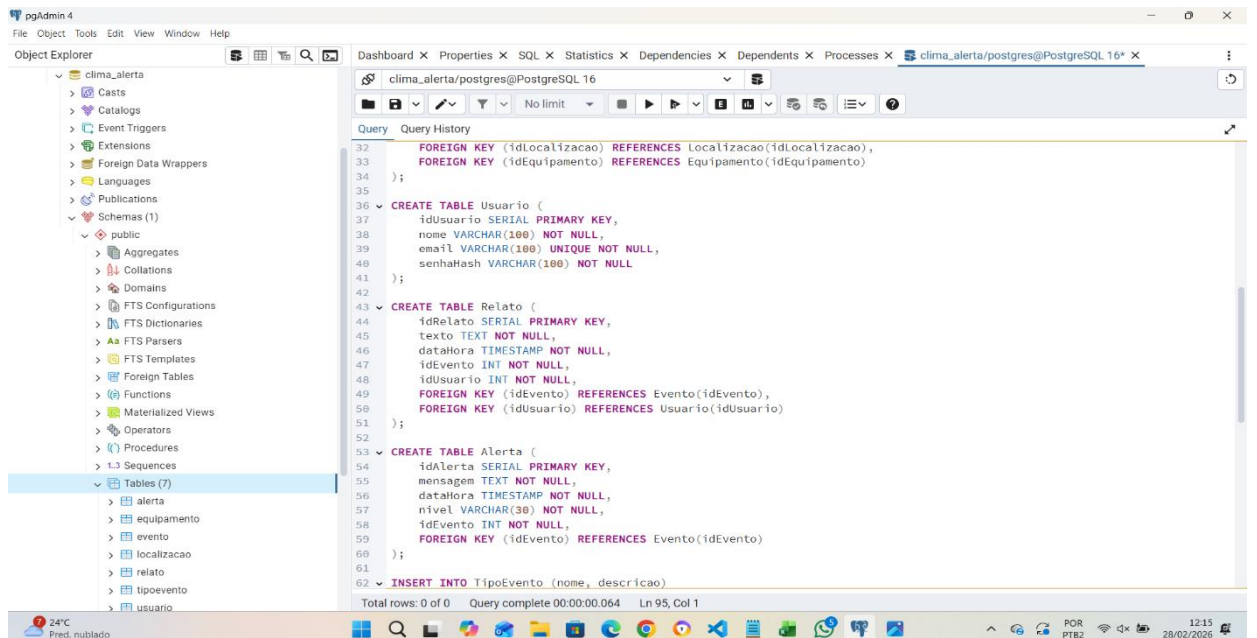 pgAdmin 4
File Object Tools Edit View Window Help
Object Explorer
Dashboard X Properties X SQL X Statistics X Dependencies X Dependents X Processes X clima_alerta/postgres@PostgreSQL 16* X
clima_alerta
Casts
Catalogs
Event Triggers
Extensions
Foreign Data Wrappers
Languages
Publications
Schemas (1)
public
Aggregates
Collations
Domains
FTS Configurations
FTS Dictionaries
FTS Parsers
FTS Templates
Foreign Tables
Functions
Materialized Views
Operators
Procedures
1..3 Sequences
Tables (7)
alerta
equipamento
evento
localizacao
relato
tipoevento
usuario
clima_alerta/postgres@PostgreSQL 16
No limit
Query Query History
32 FOREIGN KEY (idLocalizacao) REFERENCES Localizacao(idLocalizacao),
33 FOREIGN KEY (idEquipamento) REFERENCES Equipamento(idEquipamento)
34 );
35
36 CREATE TABLE Usuario (
37 idUsuario SERIAL PRIMARY KEY,
38 nome VARCHAR(100) NOT NULL,
39 email VARCHAR(100) UNIQUE NOT NULL,
40 senhaHash VARCHAR(100) NOT NULL
41 );
42
43 CREATE TABLE Relato (
44 idRelato SERIAL PRIMARY KEY,
45 texto TEXT NOT NULL,
46 dataHora TIMESTAMP NOT NULL,
47 idEvento INT NOT NULL,
48 idUsuario INT NOT NULL,
49 FOREIGN KEY (idEvento) REFERENCES Evento(idEvento),
50 FOREIGN KEY (idUsuario) REFERENCES Usuario(idUsuario)
51 );
52
53 CREATE TABLE Alerta (
54 idAlerta SERIAL PRIMARY KEY,
55 mensagem TEXT NOT NULL,
56 dataHora TIMESTAMP NOT NULL,
57 nivel VARCHAR(30) NOT NULL,
58 idEvento INT NOT NULL,
59 FOREIGN KEY (idEvento) REFERENCES Evento(idEvento)
60 );
61
62 INSERT INTO TipoEvento (nome, descricao)
Total rows: 0 of 0 Query complete 00:00:00.064 Ln 95, Col 1
24°C
Pred. nublado
POR
PTB2
12:15
28/02/2026